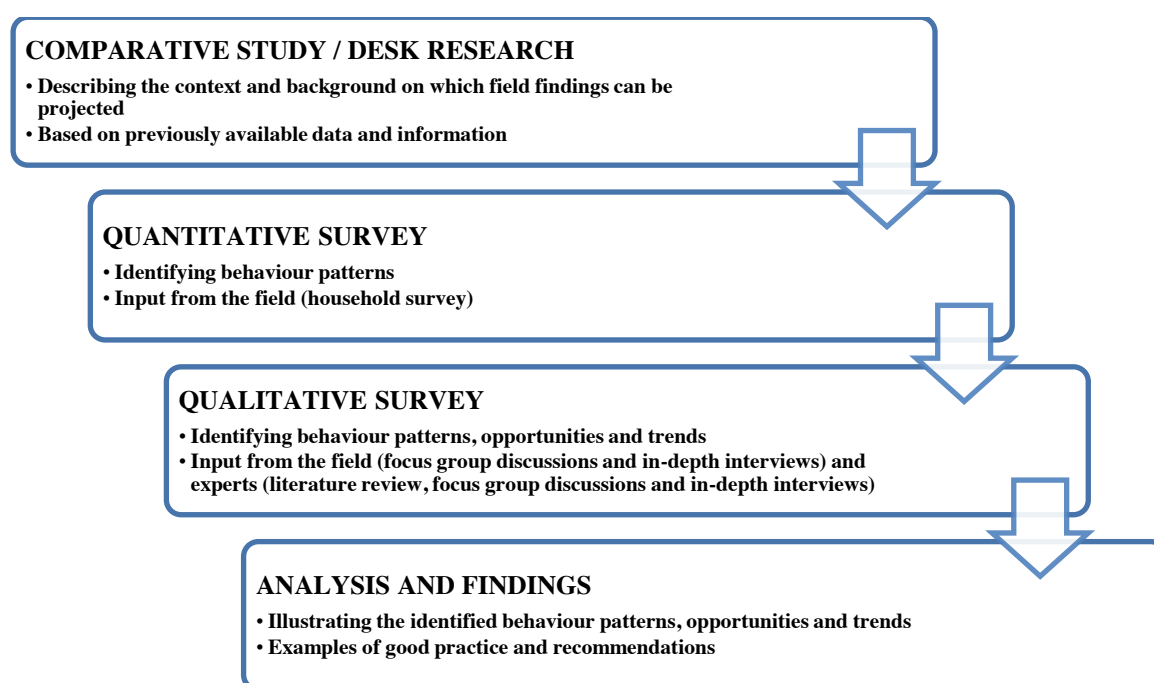 COMPARATIVE STUDY / DESK RESEARCH
• Describing the context and background on which field findings can be
projected
• Based on previously available data and information
QUANTITATIVE SURVEY
• Identifying behaviour patterns
• Input from the field (household survey)
QUALITATIVE SURVEY
• Identifying behaviour patterns, opportunities and trends
• Input from the field (focus group discussions and in-depth interviews) and
experts (literature review, focus group discussions and in-depth interviews)
ANALYSIS AND FINDINGS
• Illustrating the identified behaviour patterns, opportunities and trends
• Examples of good practice and recommendations